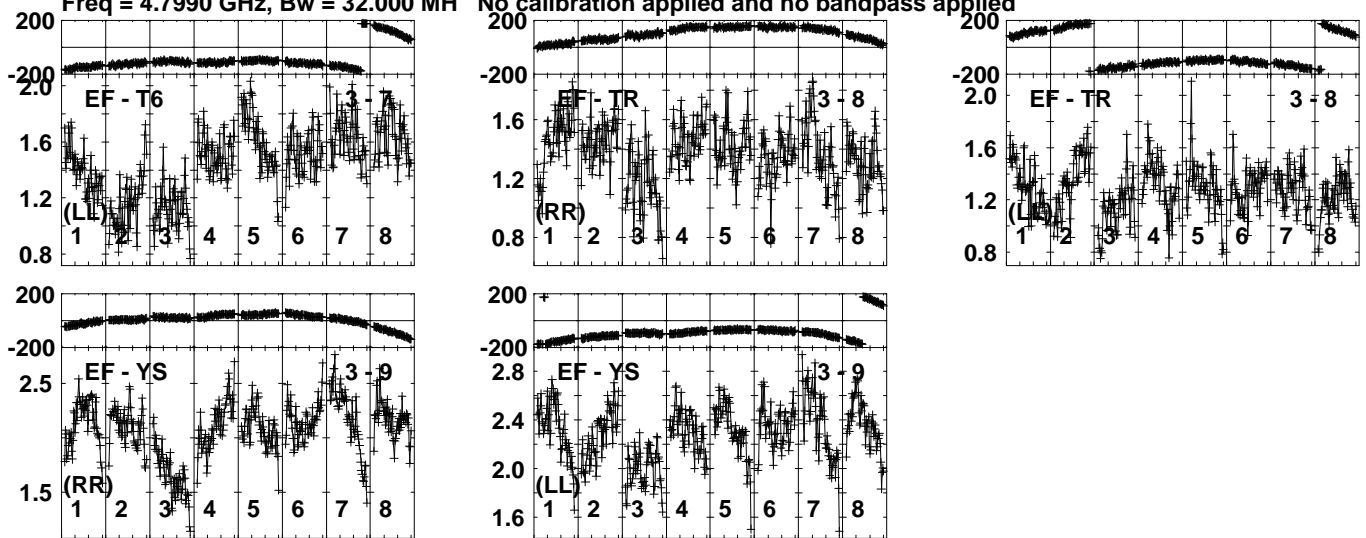 Freq = 4.7990 GHz, Bw = 32.000 MH No calibration applied and no bandpass applied
200
-200
2.0
1.6
1.2
0.8
EF - T6 3 - 7
(LL)
1 2 3 4 5 6 7 8
200
-200
1.6
1.2
0.8
EF - TR 3 - 8
(RR)
1 2 3 4 5 6 7 8
200
-200
2.0
1.6
1.2
0.8
EF - TR 3 - 8
(LL)
1 2 3 4 5 6 7 8
200
-200
2.5
1.5
EF - YS 3 - 9
(RR)
1 2 3 4 5 6 7 8
200
-200
2.8
2.4
2.0
1.6
EF - YS 3 - 9
(LL)
1 2 3 4 5 6 7 8